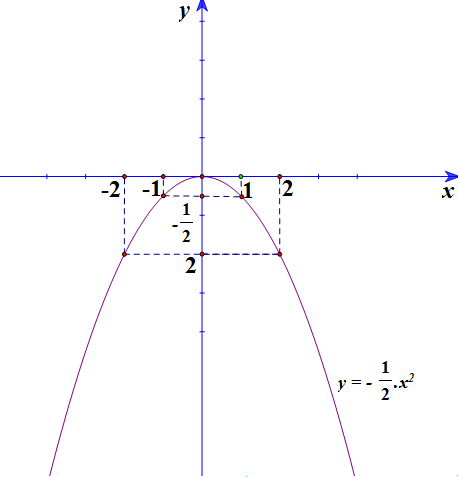 y
-2 -1 1 2 x
-1/2
2
y = - 1/2 .x²